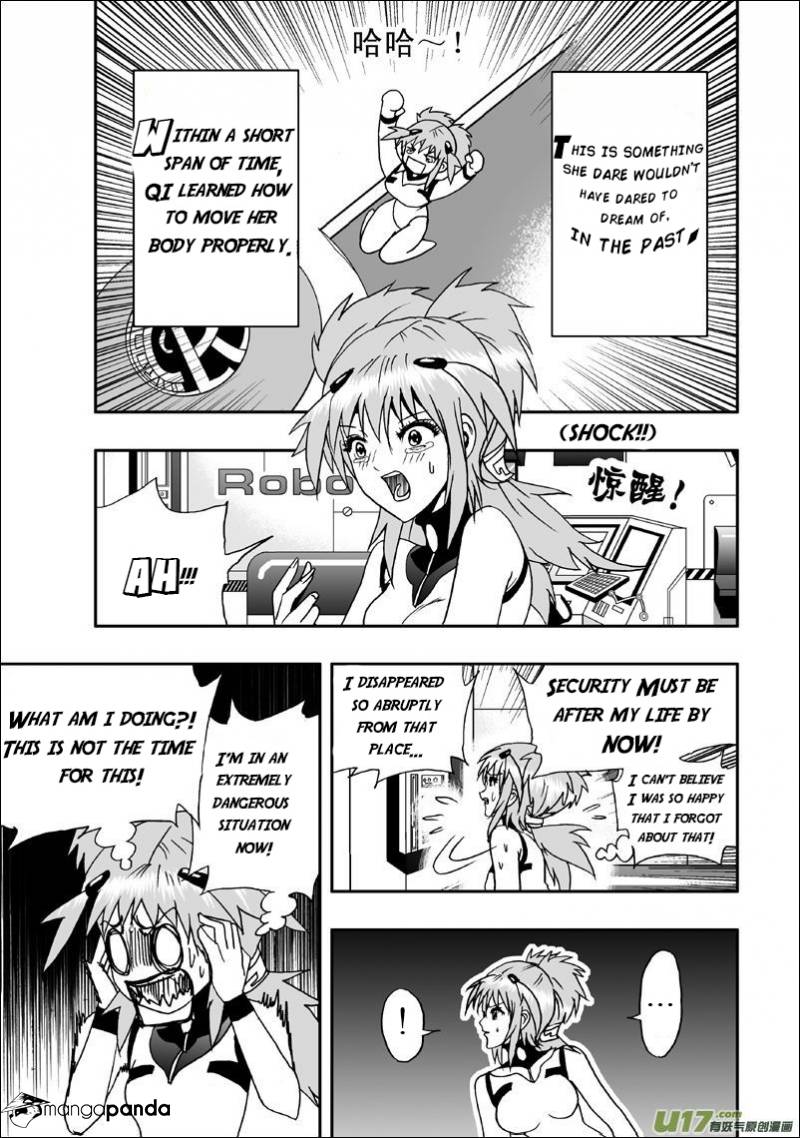 哈哈～!
THIS IS SOMETHING
SHE DARE WOULDN'T
HAVE DARED TO
DREAM OF,
IN THE PAST.
WITHIN A SHORT
SPAN OF TIME,
QI LEARNED HOW
TO MOVE HER
BODY PROPERLY.
(SHOCK!!)
惊醒!
Robo
AH!!!
SECURITY MUST BE
AFTER MY LIFE BY
NOW!
I DISAPPEARED
SO ABRUPTLY
FROM THAT
PLACE...
I CAN'T BELIEVE
I WAS SO HAPPY
THAT I FORGOT
ABOUT THAT!
WHAT AM I DOING?!
THIS IS NOT THE TIME
FOR THIS!
I'M IN AN
EXTREMELY
DANGEROUS
SITUATION
NOW!
...
!
mangapanda
U17.com
有妖气原创漫画